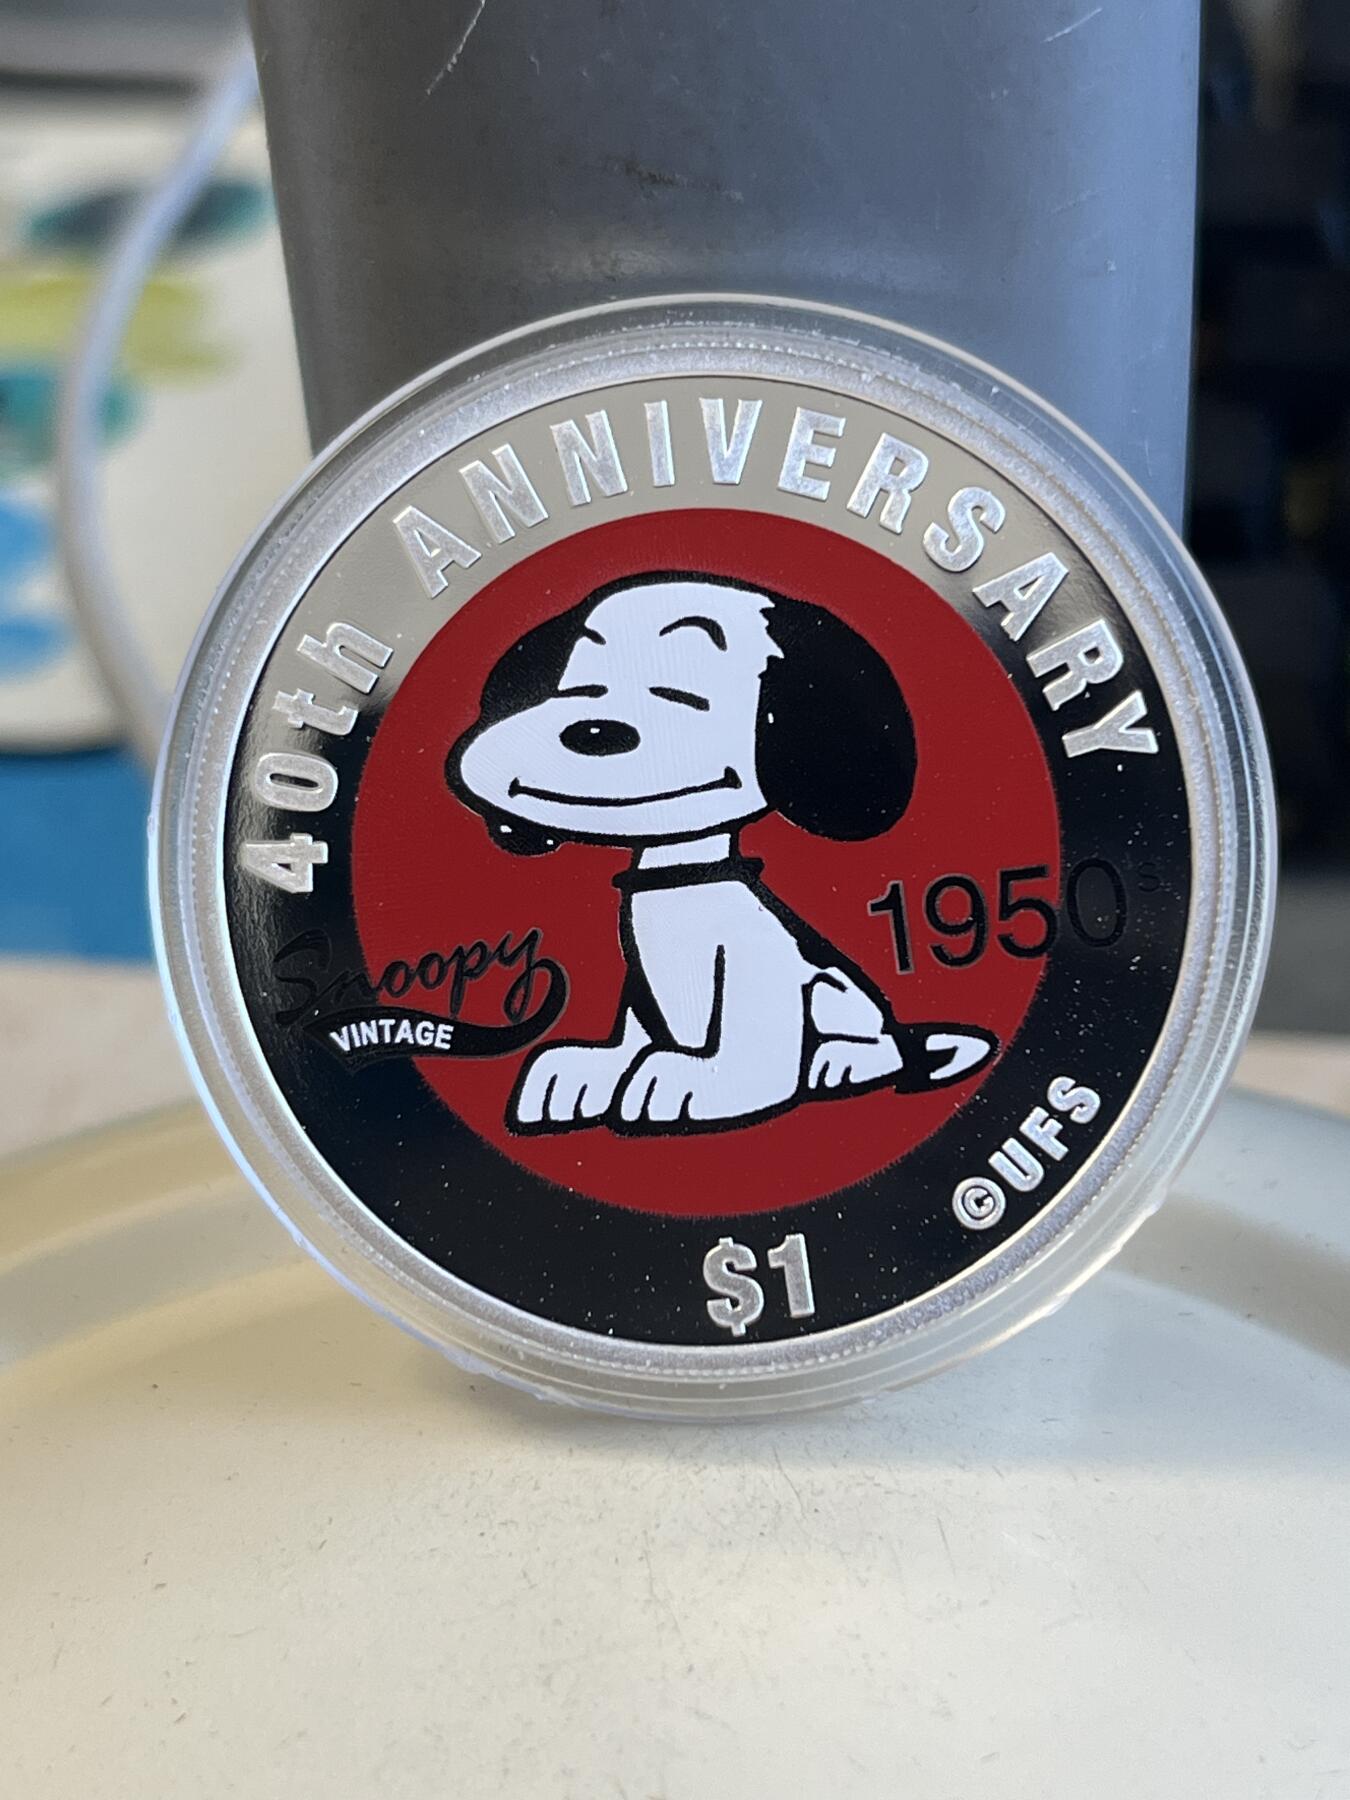 40th ANNIVERSARY
1950s
Snoopy
VINTAGE
©UFS
$1